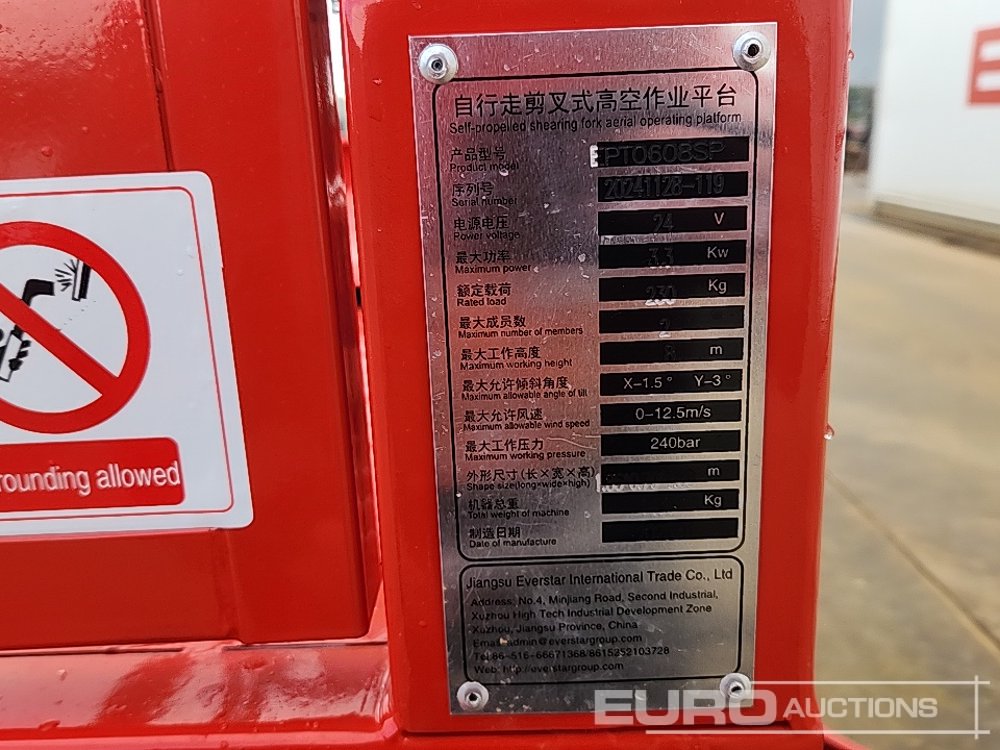 自行走剪叉式高空作业平台
Self-propelled shearing fork aerial operating platform
产品型号 PT0608SP
Product model
序列号 20241128-119
Serial number
电源电压 24 V
Power voltage
最大功率 3.3 Kw
Maximum power
额定载荷 230 Kg
Rated load
最大成员数 2
Maximum number of members
最大工作高度 8 m
Maximum working height
最大允许倾斜角度 X-1.5° Y-3°
Maximum allowable angle of tilt
最大允许风速 0-12.5m/s
Maximum allowable wind speed
最大工作压力 240bar
Maximum working pressure
外形尺寸(长×宽×高) m
Shape size(long×wide×high)
机器总重 Kg
Total weight of machine
制造日期
Date of manufacture
Jiangsu Everstar International Trade Co., Ltd
Address: No.4, Minjiang Road, Second Industrial,
Xuzhou High Tech Industrial Development Zone
Xuzhou, Jiangsu Province, China
Email:admin@everstargroup.com
Tel:86-516-66671368/8615252103728
Web: http://everstargroup.com
rounding allowed
EURO AUCTIONS